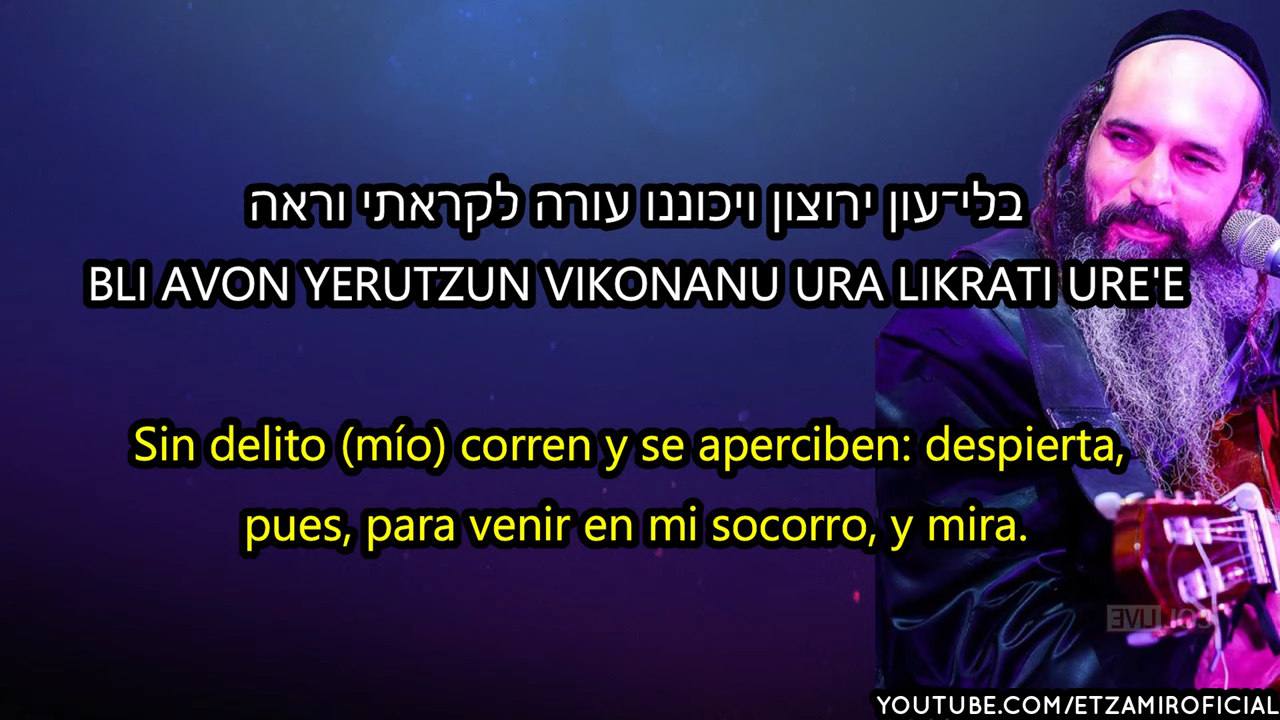 בלי־עון ירוצון ויכוננו עורה לקראתי וראה
BLI AVON YERUTZUN VIKONANU URA LIKRATI URE'E
Sin delito (mío) corren y se aperciben: despierta,
pues, para venir en mi socorro, y mira.
YOUTUBE.COM/ETZAMIROFICIAL